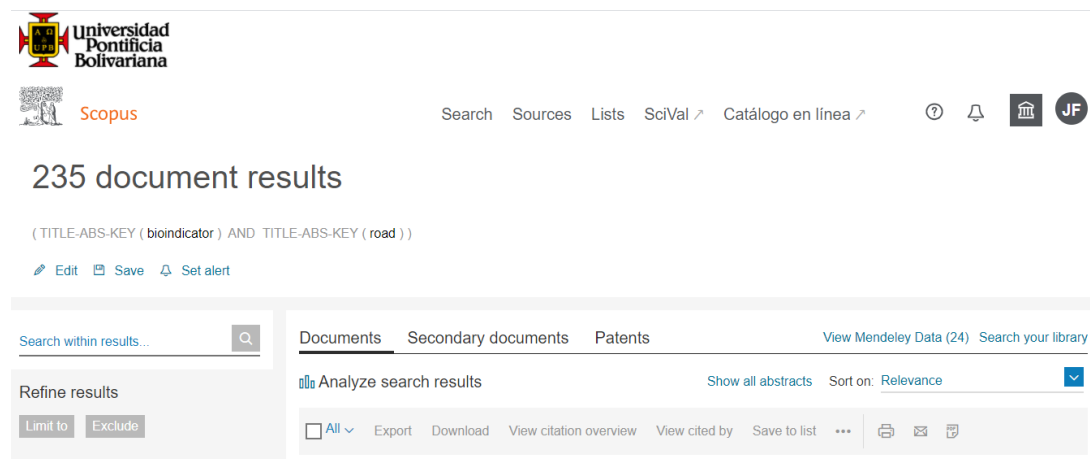 Universidad
Pontificia
Bolivariana
Α Ω
UPB
Scopus
Search Sources Lists SciVal ↗ Catálogo en línea ↗ JF
235 document results
( TITLE-ABS-KEY ( bioindicator ) AND TITLE-ABS-KEY ( road ) )
Edit Save Set alert
Search within results...
Refine results
Limit to Exclude
Documents Secondary documents Patents View Mendeley Data (24) Search your library
Analyze search results Show all abstracts Sort on: Relevance
All Export Download View citation overview View cited by Save to list •••